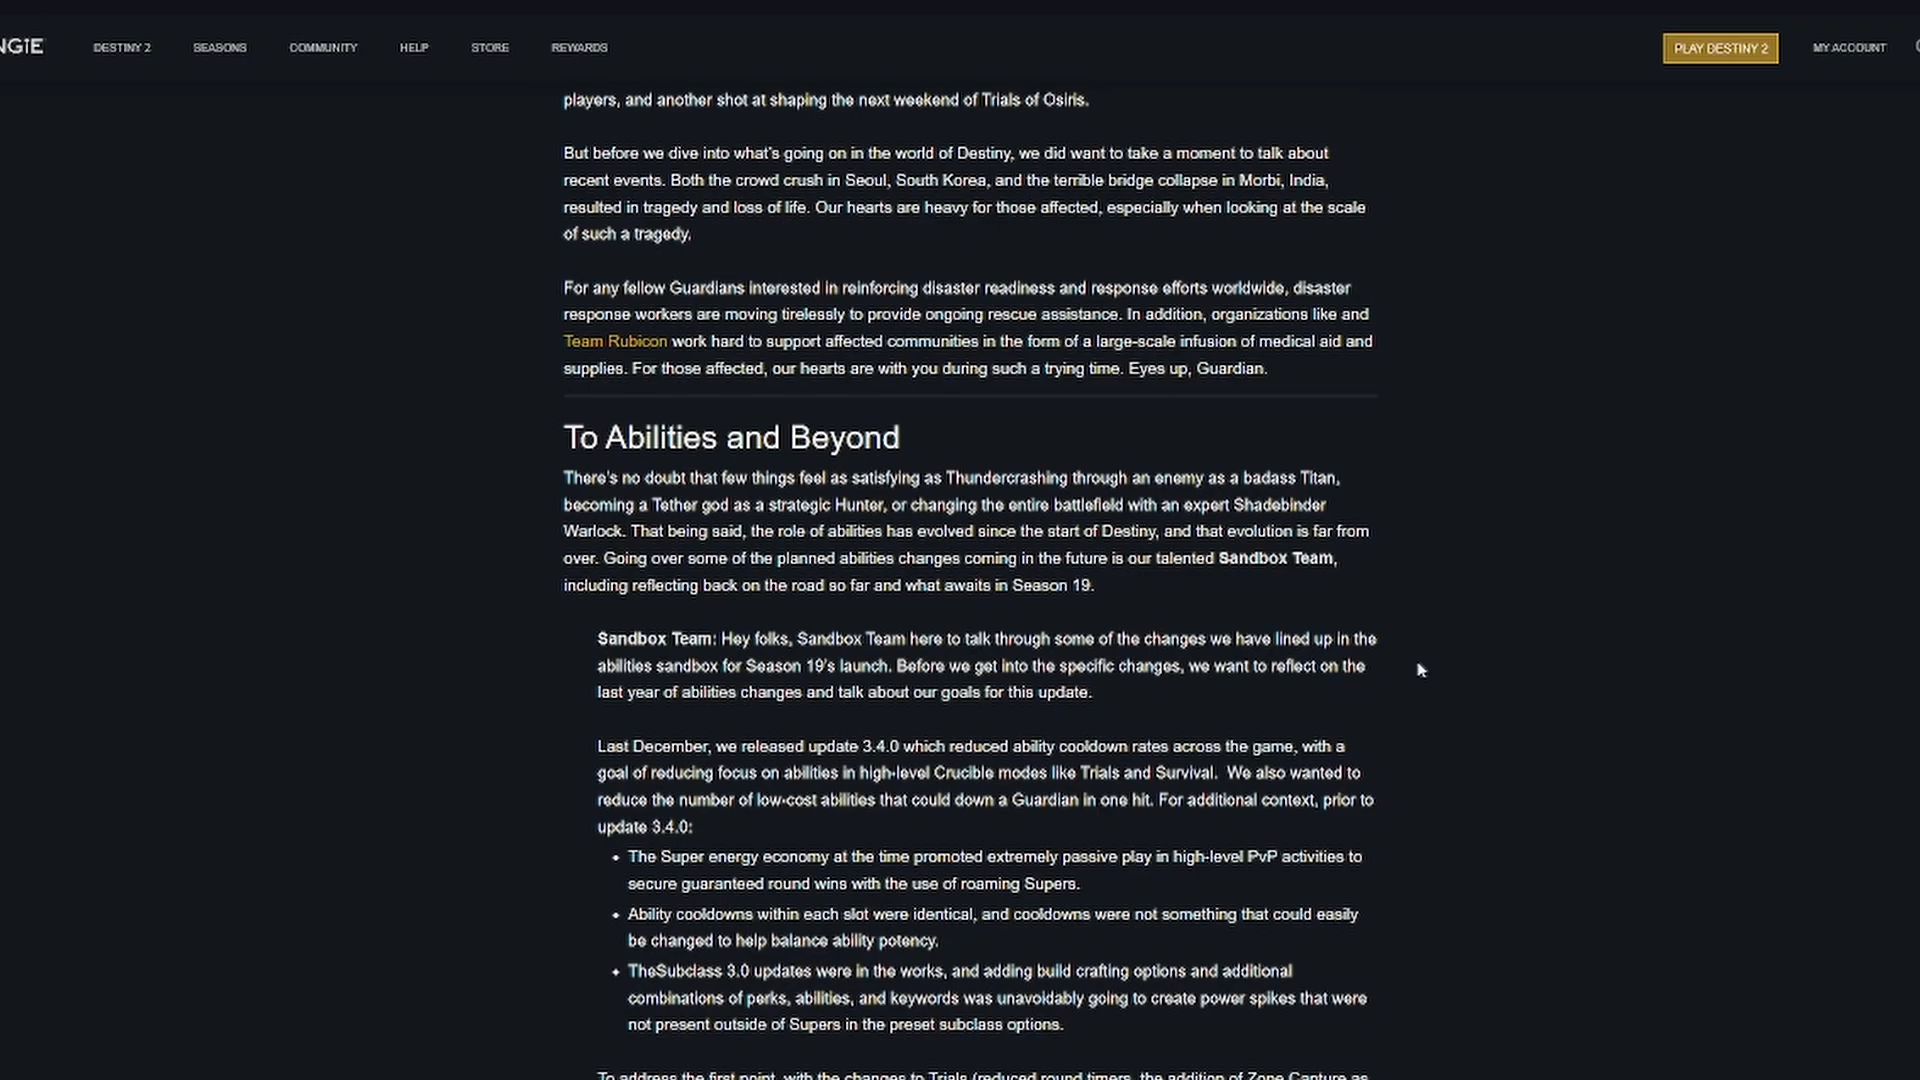 NGiE
DESTINY 2
SEASONS
COMMUNITY
HELP
STORE
REWARDS
PLAY DESTINY 2
MY ACCOUNT
players, and another shot at shaping the next weekend of Trials of Osiris.
But before we dive into what's going on in the world of Destiny, we did want to take a moment to talk about
recent events. Both the crowd crush in Seoul, South Korea, and the terrible bridge collapse in Morbi, India,
resulted in tragedy and loss of life. Our hearts are heavy for those affected, especially when looking at the scale
of such a tragedy.
For any fellow Guardians interested in reinforcing disaster readiness and response efforts worldwide, disaster
response workers are moving tirelessly to provide ongoing rescue assistance. In addition, organizations like and
Team Rubicon work hard to support affected communities in the form of a large-scale infusion of medical aid and
supplies. For those affected, our hearts are with you during such a trying time. Eyes up, Guardian.
To Abilities and Beyond
There's no doubt that few things feel as satisfying as Thundercrashing through an enemy as a badass Titan,
becoming a Tether god as a strategic Hunter, or changing the entire battlefield with an expert Shadebinder
Warlock. That being said, the role of abilities has evolved since the start of Destiny, and that evolution is far from
over. Going over some of the planned abilities changes coming in the future is our talented Sandbox Team,
including reflecting back on the road so far and what awaits in Season 19.
Sandbox Team: Hey folks, Sandbox Team here to talk through some of the changes we have lined up in the
abilities sandbox for Season 19's launch. Before we get into the specific changes, we want to reflect on the
last year of abilities changes and talk about our goals for this update.
Last December, we released update 3.4.0 which reduced ability cooldown rates across the game, with a
goal of reducing focus on abilities in high-level Crucible modes like Trials and Survival. We also wanted to
reduce the number of low-cost abilities that could down a Guardian in one hit. For additional context, prior to
update 3.4.0:
• The Super energy economy at the time promoted extremely passive play in high-level PvP activities to
secure guaranteed round wins with the use of roaming Supers.
• Ability cooldowns within each slot were identical, and cooldowns were not something that could easily
be changed to help balance ability potency.
• TheSubclass 3.0 updates were in the works, and adding build crafting options and additional
combinations of perks, abilities, and keywords was unavoidably going to create power spikes that were
not present outside of Supers in the preset subclass options.
To address the first point, with the changes to Trials (reduced round timers, the addition of Zone Capture as